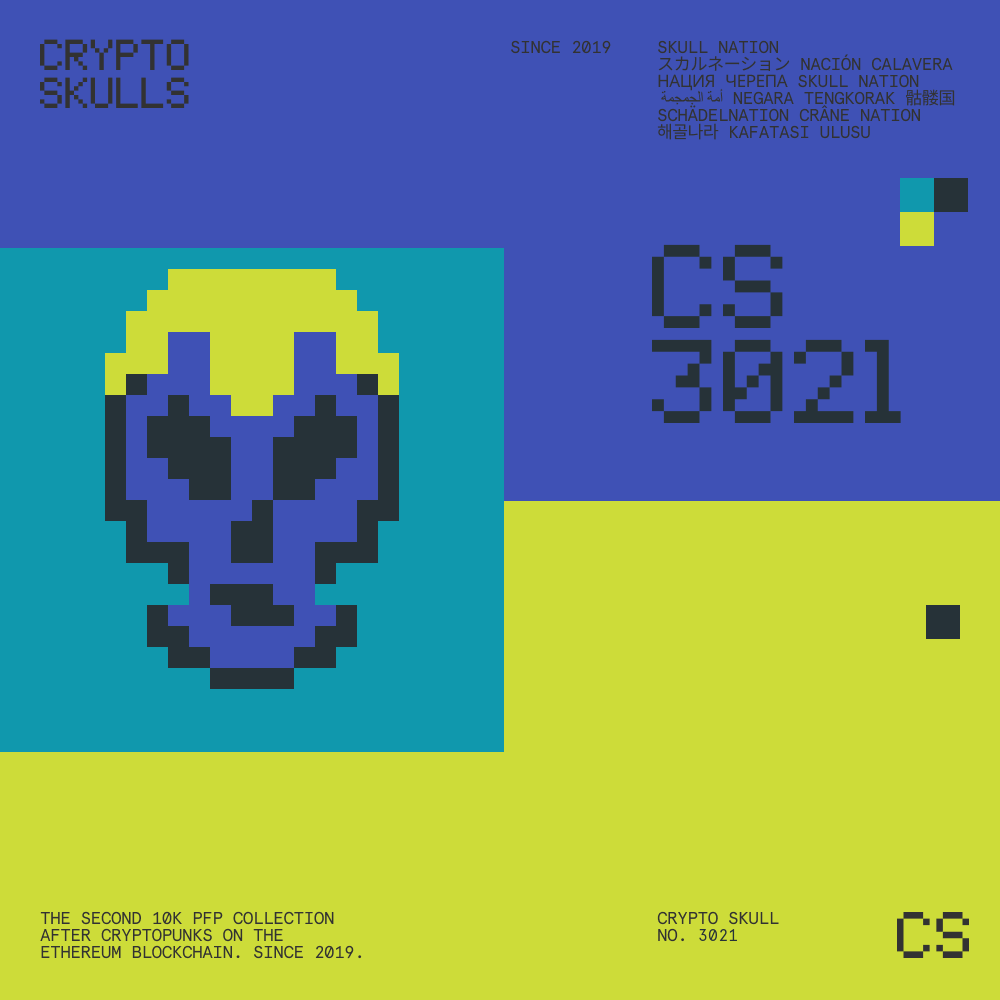 CRYPTO
SKULLS
SINCE 2019
SKULL NATION
スカルネーション NACIÓN CALAVERA
НАЦИЯ ЧЕРЕПА SKULL NATION
أمة الجمجمة NEGARA TENGKORAK 骷髅国
SCHÄDELNATION CRÂNE NATION
해골나라 KAFATASI ULUSU
CS
3021
THE SECOND 10K PFP COLLECTION
AFTER CRYPTOPUNKS ON THE
ETHEREUM BLOCKCHAIN. SINCE 2019.
CRYPTO SKULL
NO. 3021
CS